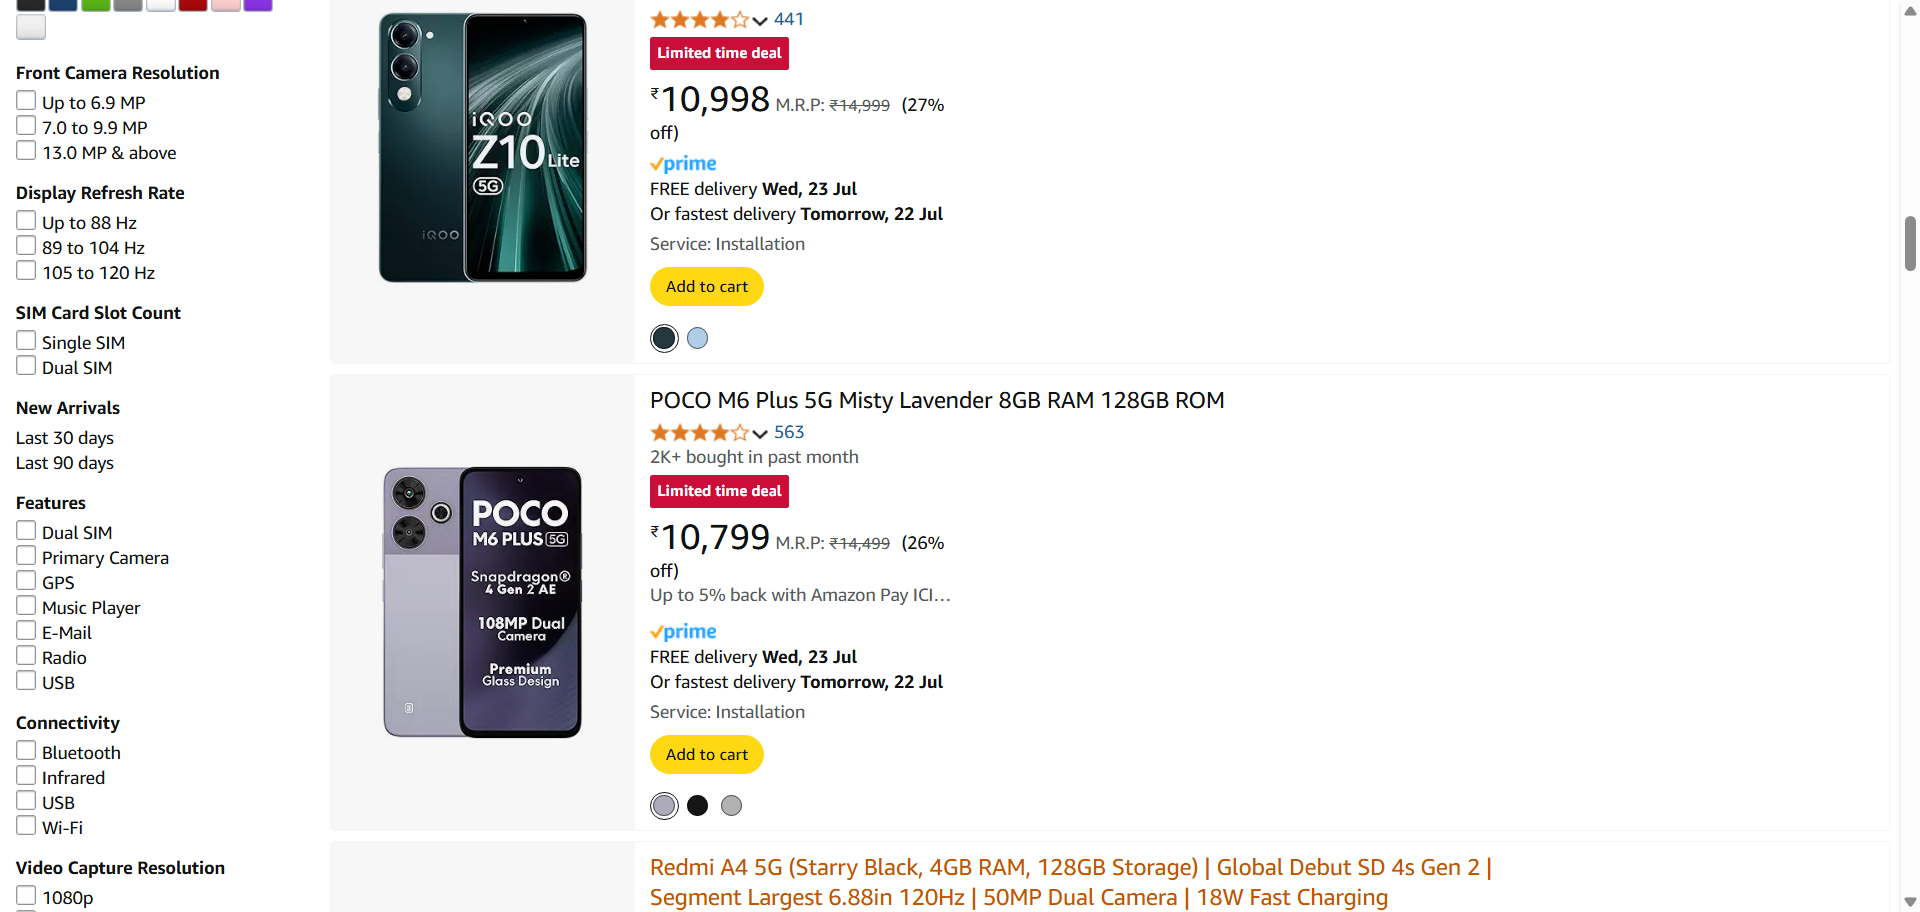 Front Camera Resolution
Up to 6.9 MP
7.0 to 9.9 MP
13.0 MP & above
Display Refresh Rate
Up to 88 Hz
89 to 104 Hz
105 to 120 Hz
SIM Card Slot Count
Single SIM
Dual SIM
New Arrivals
Last 30 days
Last 90 days
Features
Dual SIM
Primary Camera
GPS
Music Player
E-Mail
Radio
USB
Connectivity
Bluetooth
Infrared
USB
Wi-Fi
Video Capture Resolution
1080p
iQOO
Z10 Lite
5G
iQOO
441
Limited time deal
₹10,998 M.R.P: ₹14,999 (27%
off)
prime
FREE delivery Wed, 23 Jul
Or fastest delivery Tomorrow, 22 Jul
Service: Installation
Add to cart
POCO
M6 PLUS 5G
Snapdragon®
4 Gen 2 AE
108MP Dual
Camera
Premium
Glass Design
POCO M6 Plus 5G Misty Lavender 8GB RAM 128GB ROM
563
2K+ bought in past month
Limited time deal
₹10,799 M.R.P: ₹14,499 (26%
off)
Up to 5% back with Amazon Pay ICI…
prime
FREE delivery Wed, 23 Jul
Or fastest delivery Tomorrow, 22 Jul
Service: Installation
Add to cart
Redmi A4 5G (Starry Black, 4GB RAM, 128GB Storage) | Global Debut SD 4s Gen 2 |
Segment Largest 6.88in 120Hz | 50MP Dual Camera | 18W Fast Charging